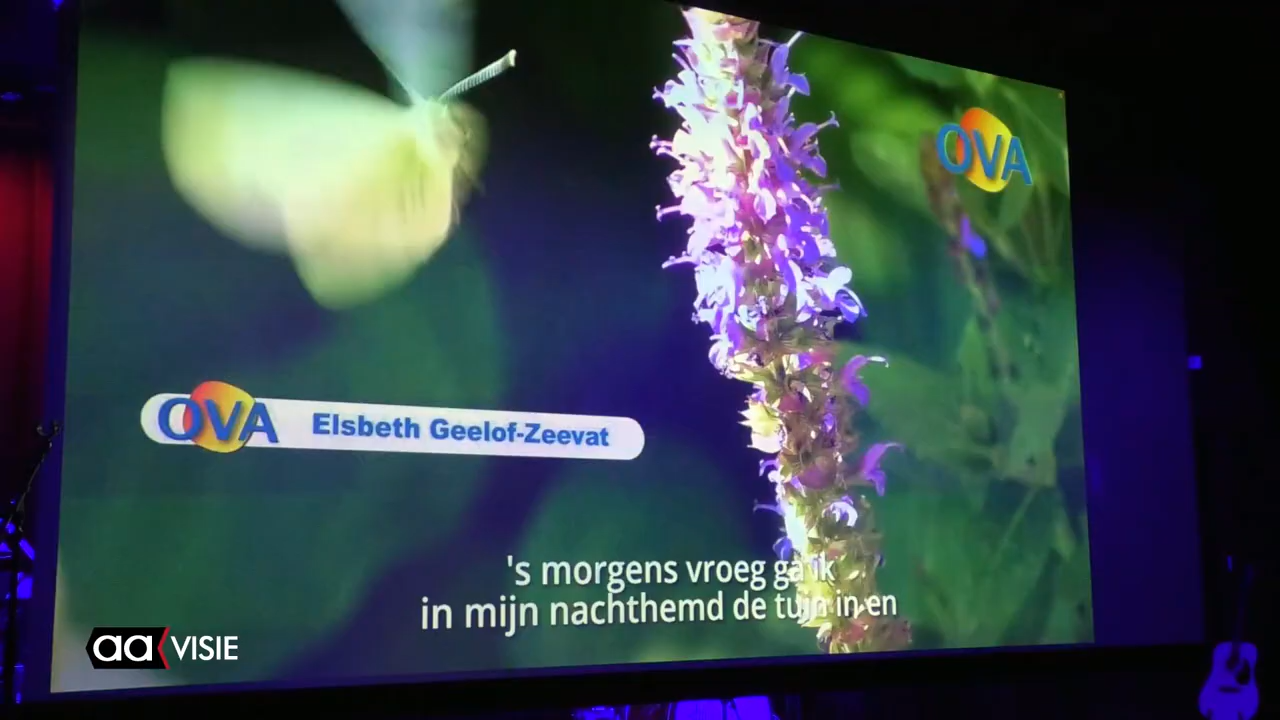 OVA
OVA Elsbeth Geelof-Zeevat
's morgens vroeg ga ik
in mijn nachthemd de tuin in en
aa VISIE